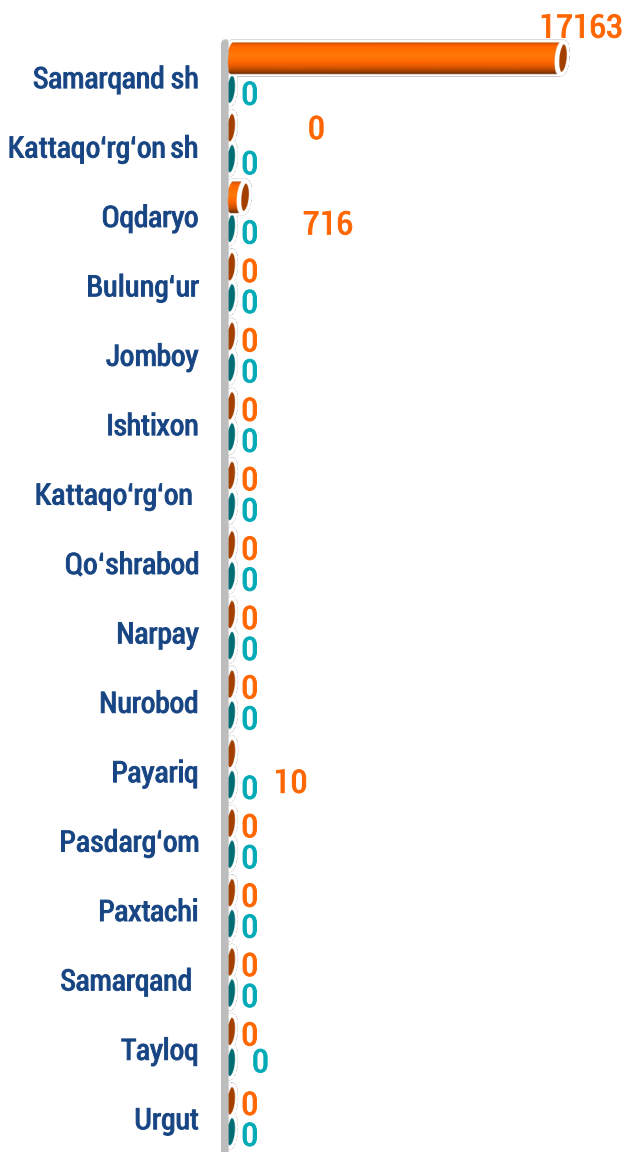 17163
Samarqand sh
0
0
Kattaqo‘rg‘on sh
0
Oqdaryo
716
0
0
Bulung‘ur
0
0
Jomboy
0
0
Ishtixon
0
0
Kattaqo‘rg‘on
0
0
Qo‘shrabod
0
0
Narpay
0
0
Nurobod
0
Payariq
10
0
0
Pasdarg‘om
0
0
Paxtachi
0
0
Samarqand
0
0
Tayloq
0
0
Urgut
0